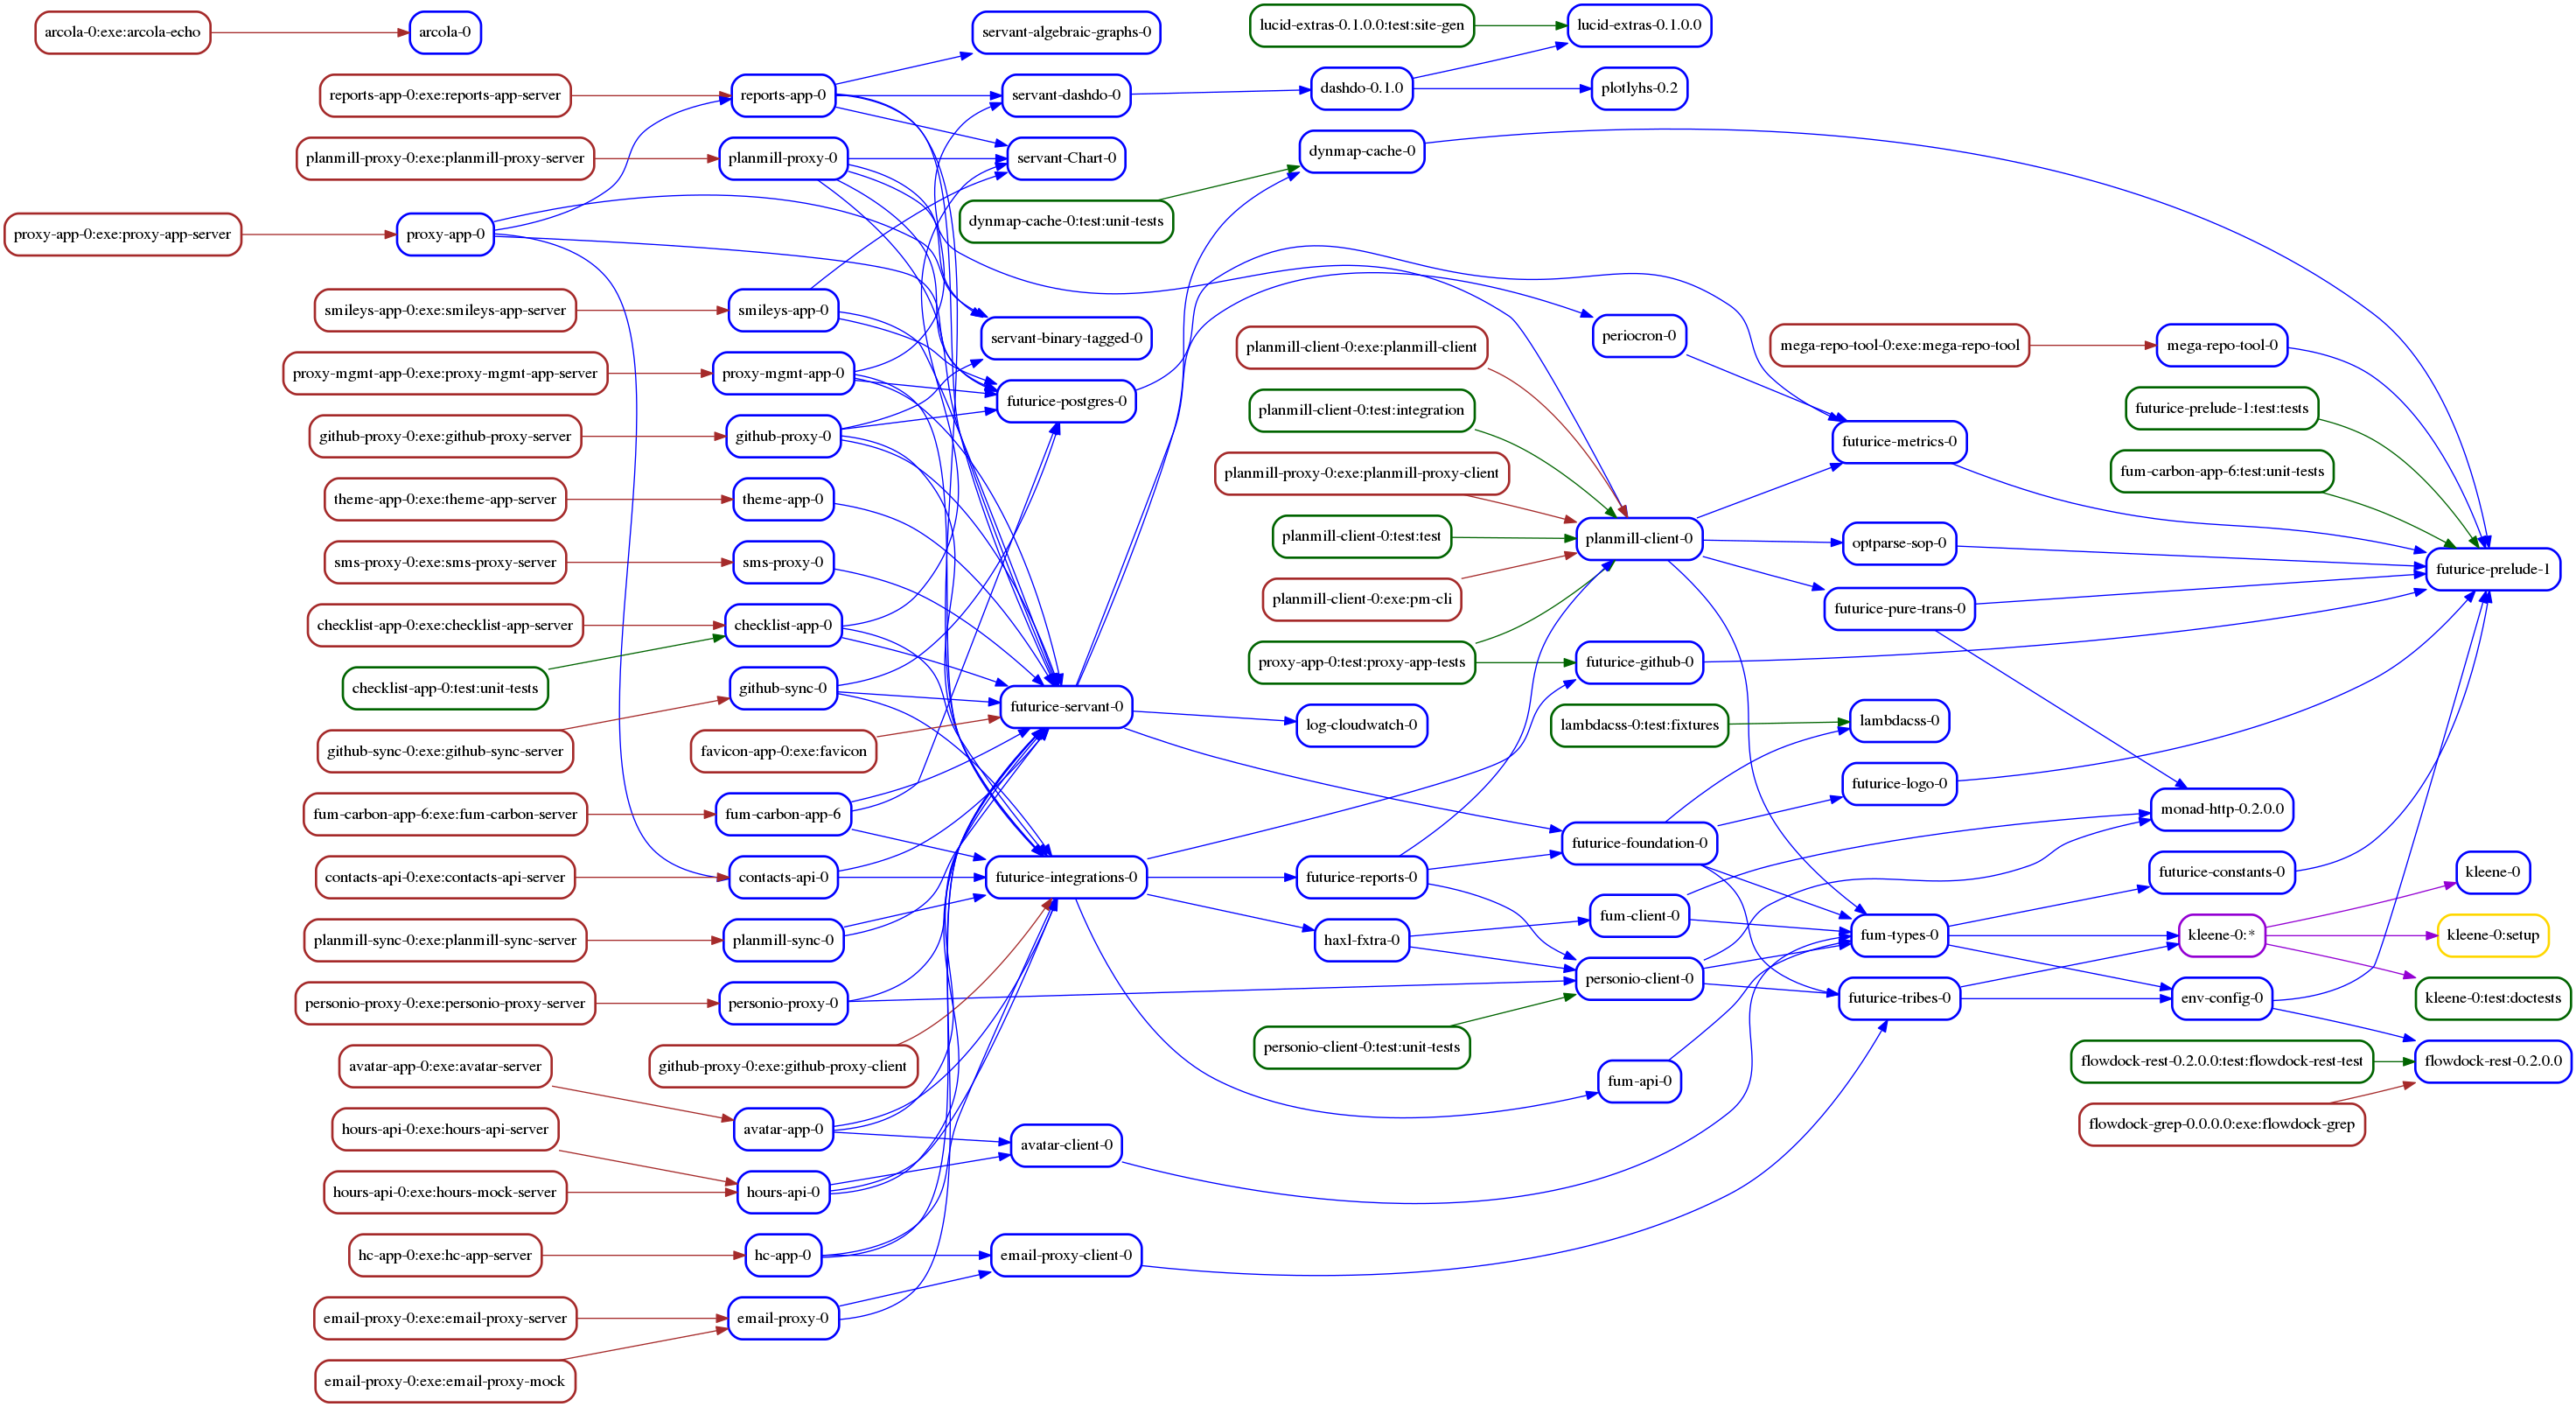 arcola-0:exe:arcola-echo
arcola-0
servant-algebraic-graphs-0
lucid-extras-0.1.0.0:test:site-gen
lucid-extras-0.1.0.0
reports-app-0:exe:reports-app-server
reports-app-0
servant-dashdo-0
dashdo-0.1.0
plotlyhs-0.2
planmill-proxy-0:exe:planmill-proxy-server
planmill-proxy-0
servant-Chart-0
dynmap-cache-0
dynmap-cache-0:test:unit-tests
proxy-app-0:exe:proxy-app-server
proxy-app-0
smileys-app-0:exe:smileys-app-server
smileys-app-0
servant-binary-tagged-0
periocron-0
planmill-client-0:exe:planmill-client
mega-repo-tool-0:exe:mega-repo-tool
mega-repo-tool-0
proxy-mgmt-app-0:exe:proxy-mgmt-app-server
proxy-mgmt-app-0
futurice-postgres-0
planmill-client-0:test:integration
futurice-prelude-1:test:tests
github-proxy-0:exe:github-proxy-server
github-proxy-0
futurice-metrics-0
planmill-proxy-0:exe:planmill-proxy-client
fum-carbon-app-6:test:unit-tests
theme-app-0:exe:theme-app-server
theme-app-0
planmill-client-0:test:test
planmill-client-0
optparse-sop-0
sms-proxy-0:exe:sms-proxy-server
sms-proxy-0
futurice-prelude-1
planmill-client-0:exe:pm-cli
futurice-pure-trans-0
checklist-app-0:exe:checklist-app-server
checklist-app-0
proxy-app-0:test:proxy-app-tests
futurice-github-0
checklist-app-0:test:unit-tests
github-sync-0
futurice-servant-0
log-cloudwatch-0
lambdacss-0:test:fixtures
lambdacss-0
github-sync-0:exe:github-sync-server
favicon-app-0:exe:favicon
futurice-logo-0
monad-http-0.2.0.0
fum-carbon-app-6:exe:fum-carbon-server
fum-carbon-app-6
futurice-foundation-0
contacts-api-0:exe:contacts-api-server
contacts-api-0
futurice-integrations-0
futurice-reports-0
futurice-constants-0
kleene-0
fum-client-0
planmill-sync-0:exe:planmill-sync-server
planmill-sync-0
haxl-fxtra-0
fum-types-0
kleene-0:*
kleene-0:setup
personio-client-0
personio-proxy-0:exe:personio-proxy-server
personio-proxy-0
futurice-tribes-0
env-config-0
kleene-0:test:doctests
personio-client-0:test:unit-tests
avatar-app-0:exe:avatar-server
github-proxy-0:exe:github-proxy-client
fum-api-0
flowdock-rest-0.2.0.0:test:flowdock-rest-test
flowdock-rest-0.2.0.0
hours-api-0:exe:hours-api-server
avatar-app-0
avatar-client-0
flowdock-grep-0.0.0.0:exe:flowdock-grep
hours-api-0:exe:hours-mock-server
hours-api-0
hc-app-0:exe:hc-app-server
hc-app-0
email-proxy-client-0
email-proxy-0:exe:email-proxy-server
email-proxy-0
email-proxy-0:exe:email-proxy-mock